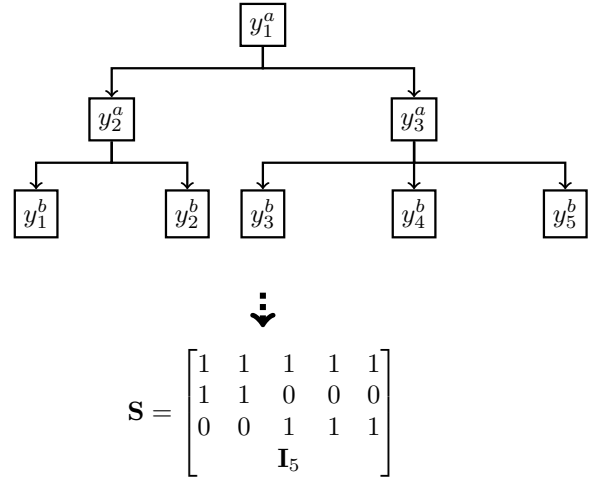 y_1^a
y_2^a y_3^a
y_1^b y_2^b y_3^b y_4^b y_5^b
1 1 1 1 1
1 1 0 0 0
S = 0 0 1 1 1
I_5